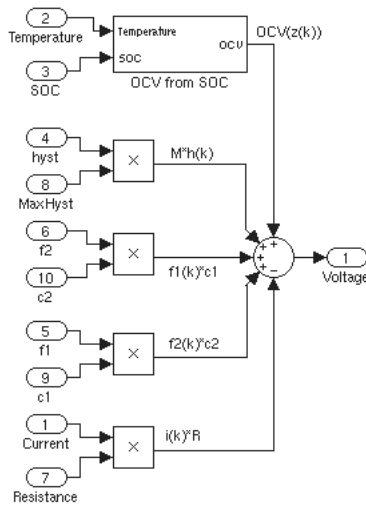 2
Temperature
3
SOC
Temperature
SOC
OCV
OCV from SOC
OCV(z(k))
4
hyst
8
MaxHyst
×
M*h(k)
6
f2
10
c2
×
f1(k)*c1
+
+
+
+
−
1
Voltage
5
f1
9
c1
×
f2(k)*c2
1
Current
7
Resistance
×
i(k)*R